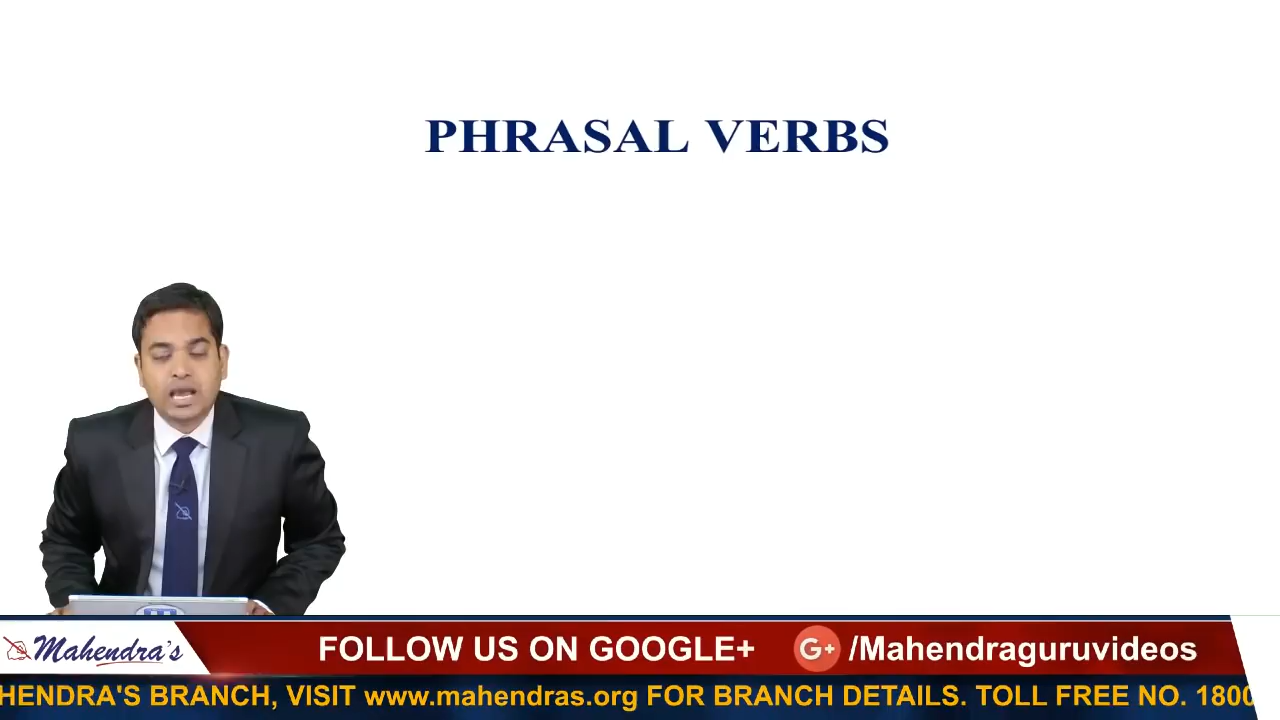 PHRASAL VERBS
Mahendra's
FOLLOW US ON GOOGLE+ G+ /Mahendraguruvideos
HENDRA'S BRANCH, VISIT www.mahendras.org FOR BRANCH DETAILS. TOLL FREE NO. 1800